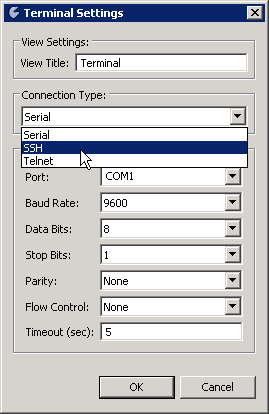 Terminal Settings
View Settings:
View Title: Terminal
Connection Type:
Serial
Serial
SSH
Telnet
Port: COM1
Baud Rate: 9600
Data Bits: 8
Stop Bits: 1
Parity: None
Flow Control: None
Timeout (sec): 5
OK Cancel